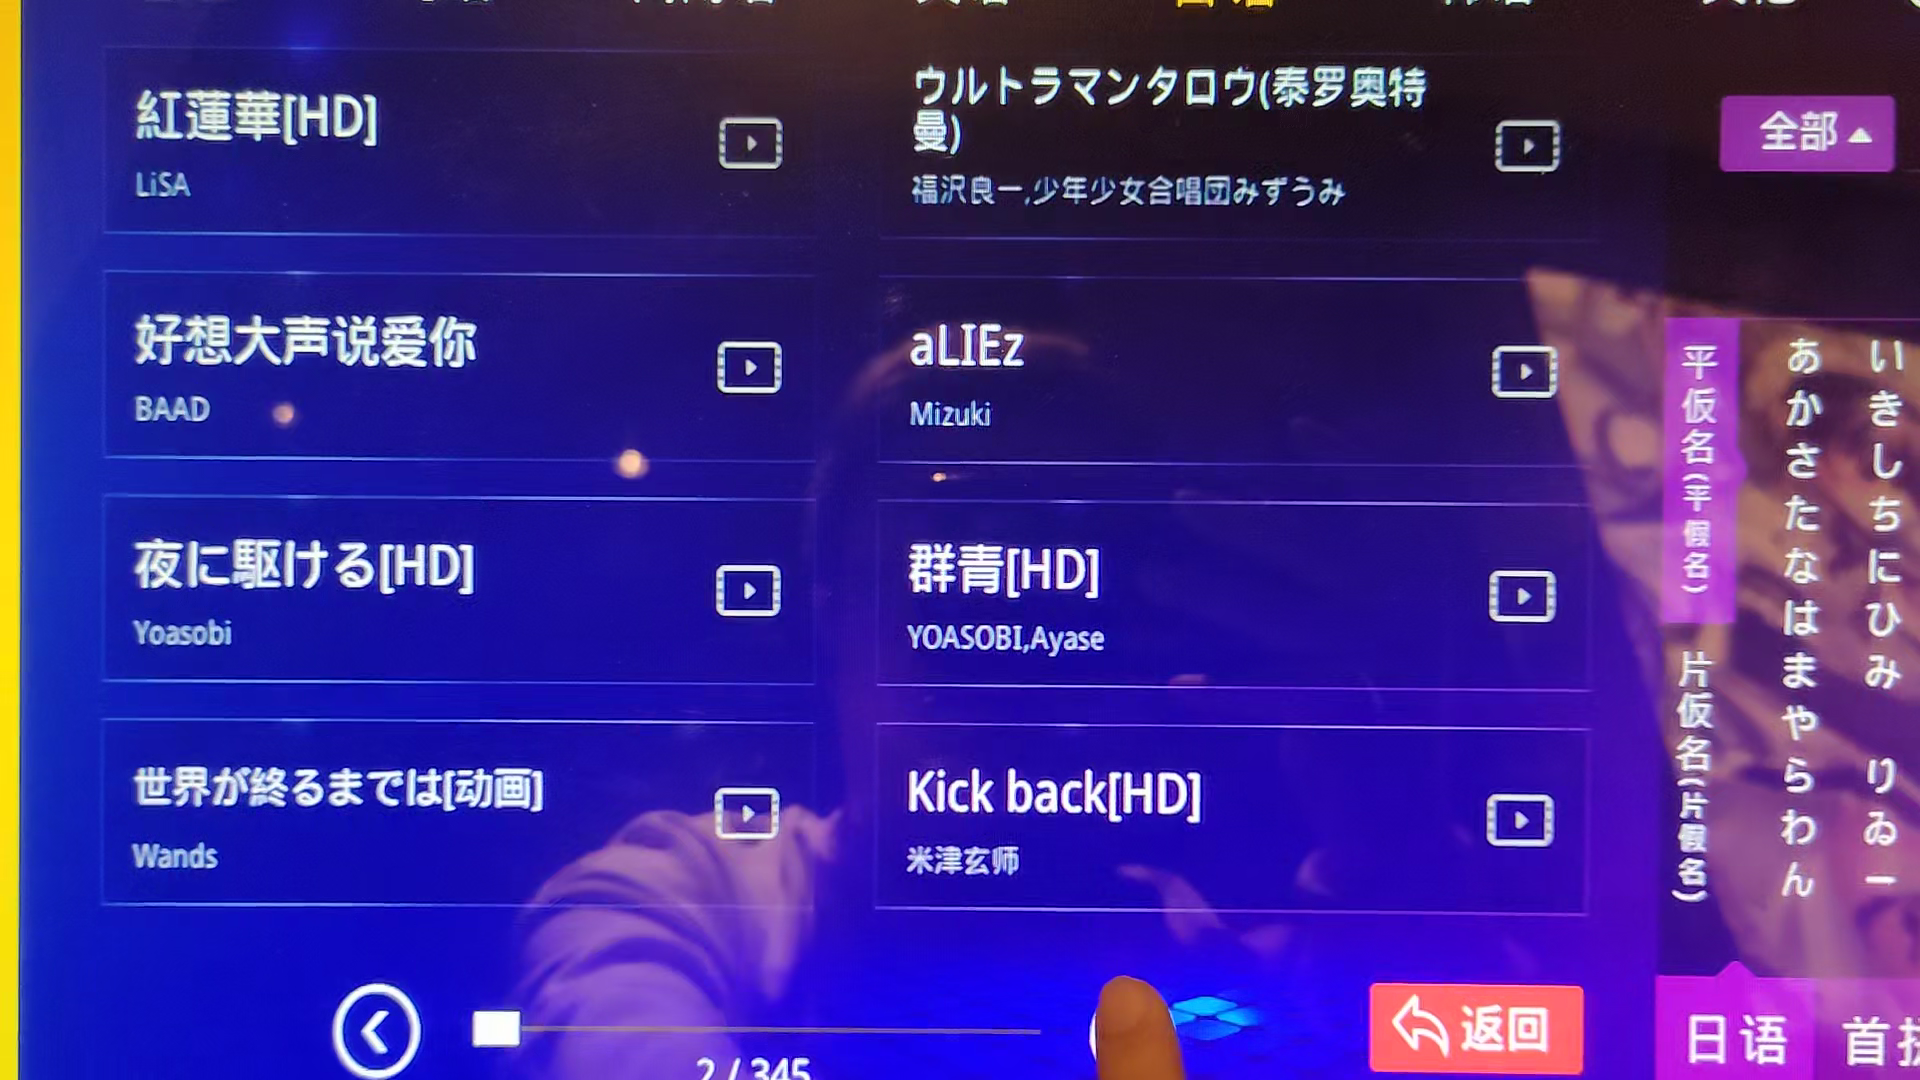 紅蓮華[HD]
LiSA
ウルトラマンタロウ(泰罗奥特
曼)
福沢良一,少年少女合唱団みずうみ
全部
好想大声说爱你
BAAD
aLIEz
Mizuki
夜に駆ける[HD]
Yoasobi
群青[HD]
YOASOBI,Ayase
世界が終るまでは[动画]
Wands
Kick back[HD]
米津玄师
平仮名(平假名)
片仮名(片假名)
あかさたなはまやらわん
いきしちにひみ りゐー
2 / 345
返回
日语
首